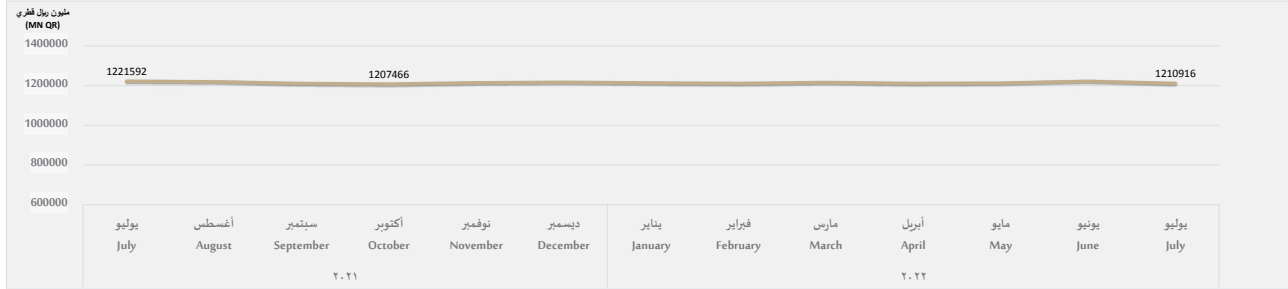 مليون ريال قطري
(MN QR)
1400000
1221592 1207466 1210916
1200000
1000000
800000
600000
يوليو أغسطس سبتمبر أكتوبر نوفمبر ديسمبر يناير فبراير مارس أبريل مايو يونيو يوليو
July August September October November December January February March April May June July
٢٠٢١ ٢٠٢٢